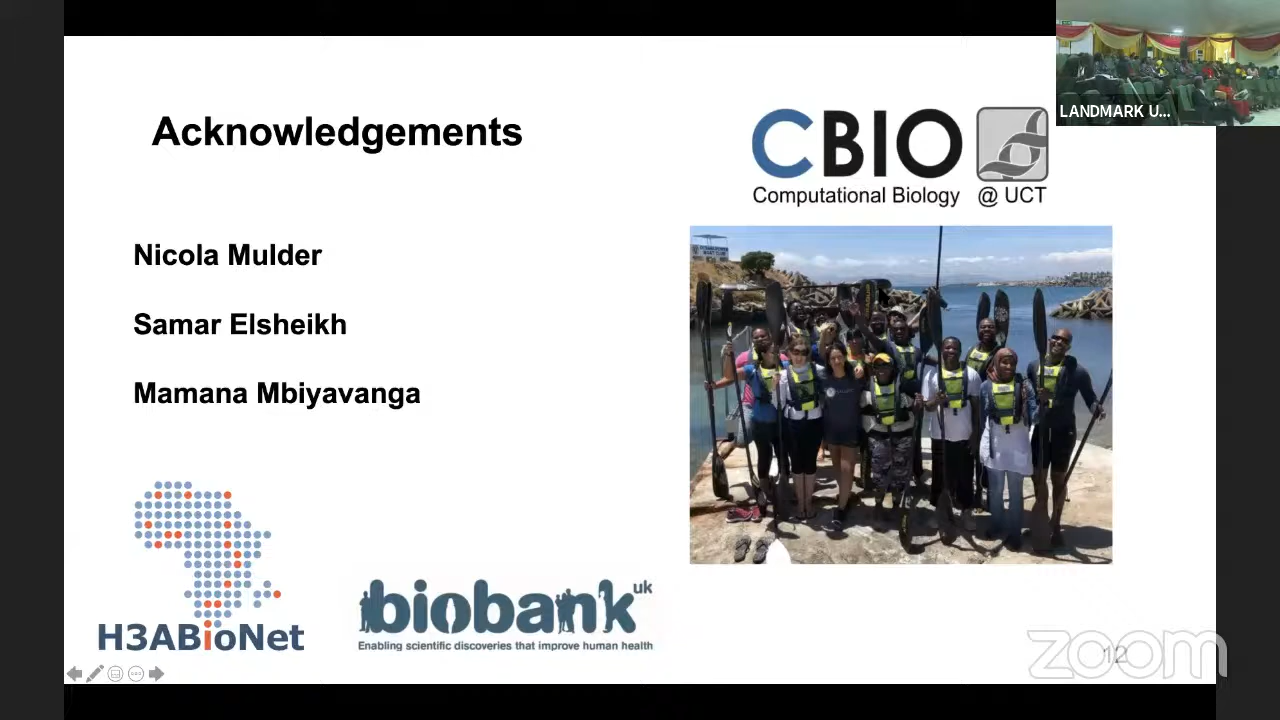 Acknowledgements
CBIO
Computational Biology @ UCT
LANDMARK U...
Nicola Mulder
Samar Elsheikh
Mamana Mbiyavanga
H3ABioNet
biobank uk
Enabling scientific discoveries that improve human health
zoom
12